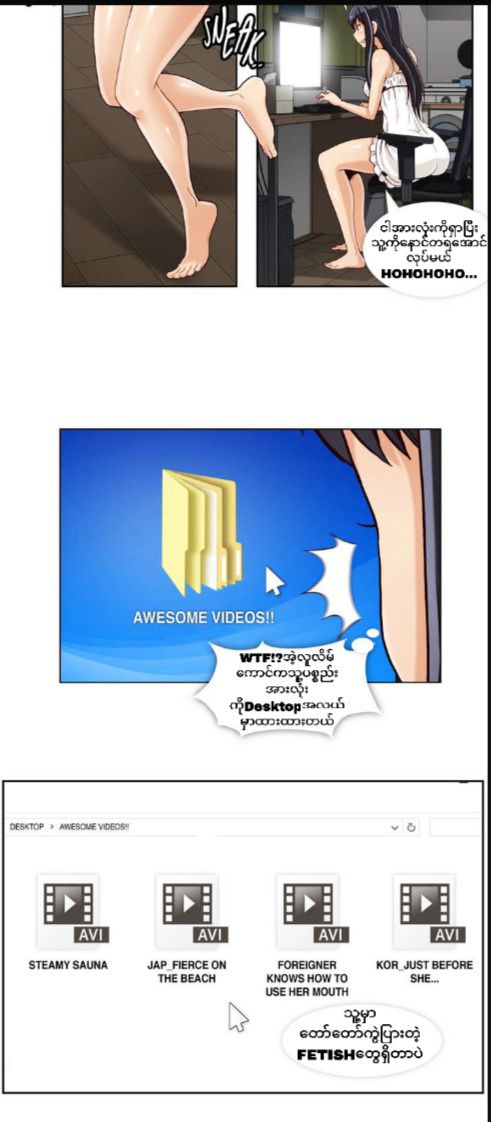 SNEAK..
ငါအားလုံးကိုရှာပြီး
သူ့ကိုနောင်တရအောင်
လုပ်မယ်
HOHOHOHO...
AWESOME VIDEOS!!
WTF!?အဲ့လူလိမ်
ကောင်ကသူ့ပစ္စည်း
အားလုံး
ကိုDesktopအလယ်
မှာထားထားတယ်
DESKTOP > AWESOME VIDEOS!!
AVI AVI AVI AVI
STEAMY SAUNA
JAP_FIERCE ON
THE BEACH
FOREIGNER
KNOWS HOW TO
USE HER MOUTH
KOR_JUST BEFORE
SHE...
သူ့မှာ
တော်တော်ကွဲပြားတဲ့
FETISHတွေရှိတာပဲ